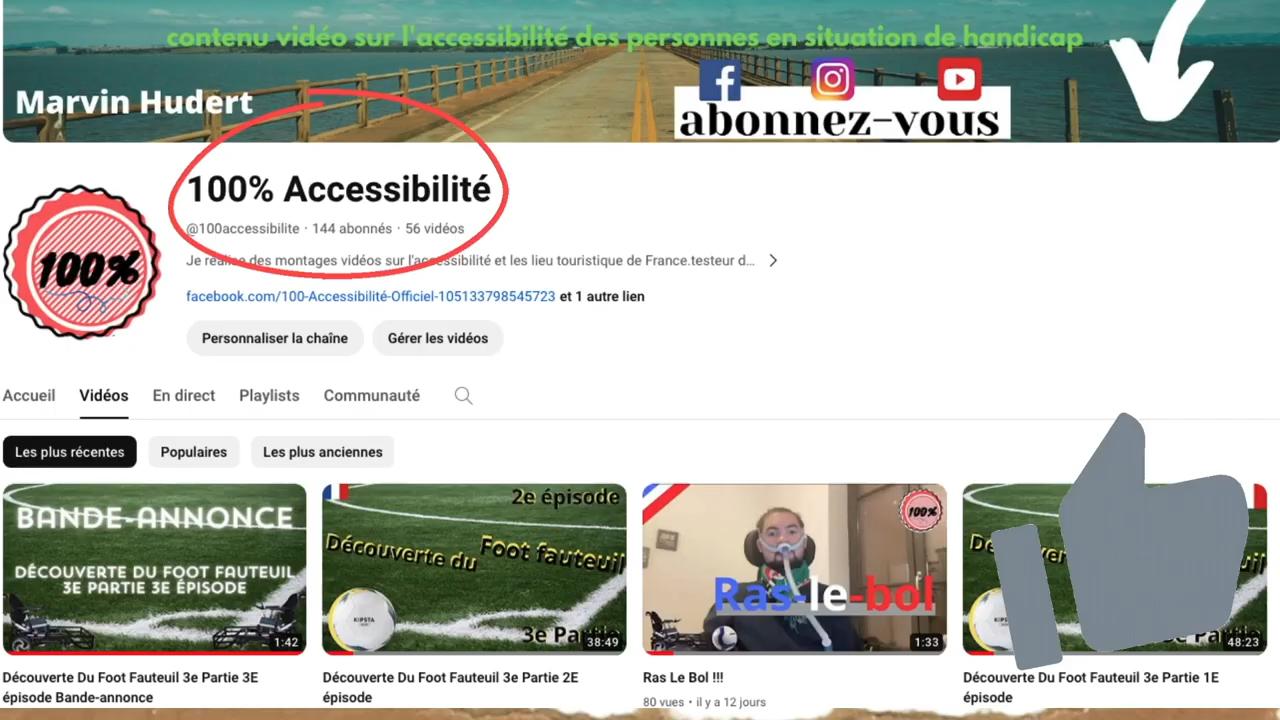 contenu vidéo sur l'accessibilité des personnes en situation de handicap
Marvin Hudert
abonnez-vous
100% Accessibilité
@100accessibilite · 144 abonnés · 56 vidéos
Je réalise des montages vidéos sur l'accessibilité et les lieu touristique de France.testeur d...
100%
facebook.com/100-Accessibilité-Officiel-105133798545723 et 1 autre lien
Personnaliser la chaîne
Gérer les vidéos
Accueil
Vidéos
En direct
Playlists
Communauté
Les plus récentes
Populaires
Les plus anciennes
BANDE-ANNONCE
DÉCOUVERTE DU FOOT FAUTEUIL
3E PARTIE 3E ÉPISODE
1:42
2e épisode
Découverte du Foot fauteuil
KIPSTA
3e Partie
38:49
100%
Ras-le-bol
1:33
48:23
Découverte Du Foot Fauteuil 3e Partie 3E
épisode Bande-annonce
Découverte Du Foot Fauteuil 3e Partie 2E
épisode
Ras Le Bol !!!
80 vues • il y a 12 jours
Découverte Du Foot Fauteuil 3e Partie 1E
épisode